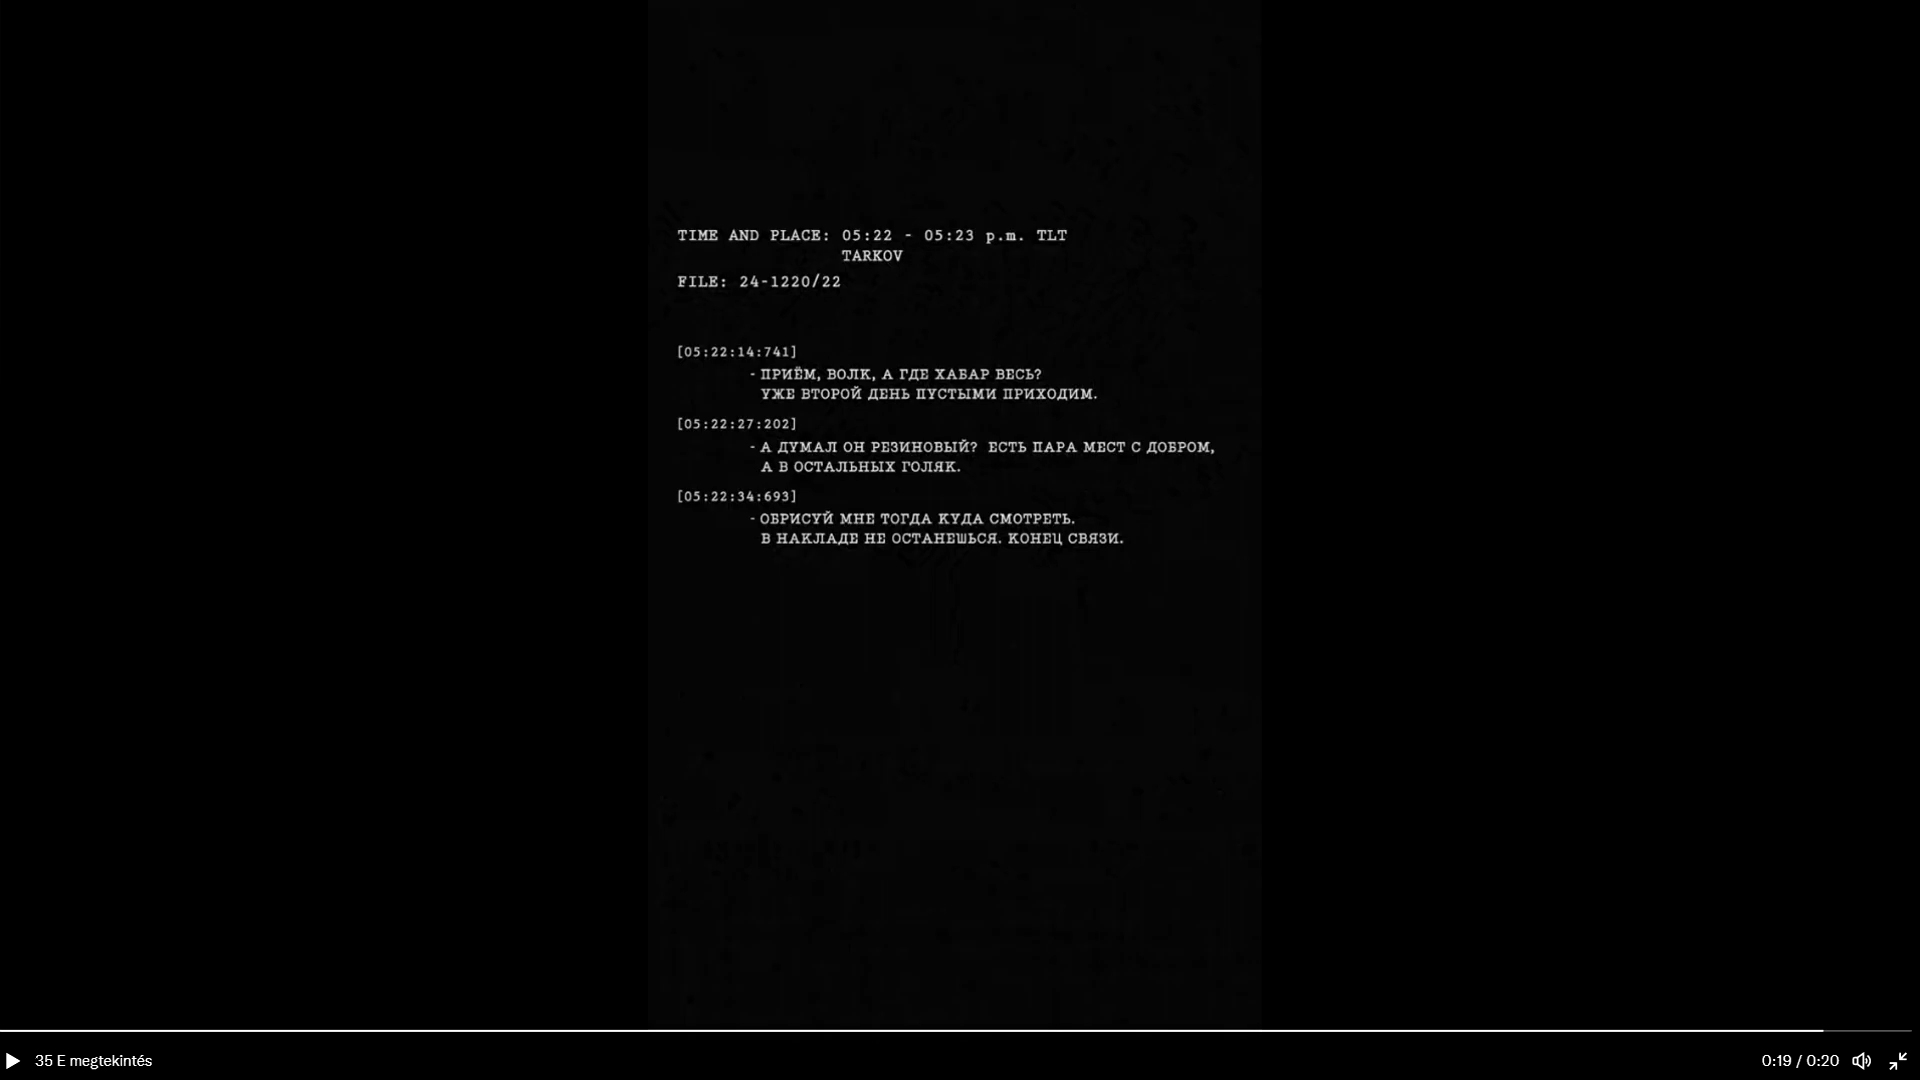 TIME AND PLACE: 05:22 - 05:23 p.m. TLT
TARKOV
FILE: 24-1220/22
[05:22:14:741]
- ПРИЁМ, ВОЛК, А ГДЕ ХАБАР ВЕСЬ?
УЖЕ ВТОРОЙ ДЕНЬ ПУСТЫМИ ПРИХОДИМ.
[05:22:27:202]
- А ДУМАЛ ОН РЕЗИНОВЫЙ? ЕСТЬ ПАРА МЕСТ С ДОБРОМ,
А В ОСТАЛЬНЫХ ГОЛЯК.
[05:22:34:693]
- ОБРИСУЙ МНЕ ТОГДА КУДА СМОТРЕТЬ.
В НАКЛАДЕ НЕ ОСТАНЕШЬСЯ. КОНЕЦ СВЯЗИ.
35 E megtekintés
0:19 / 0:20